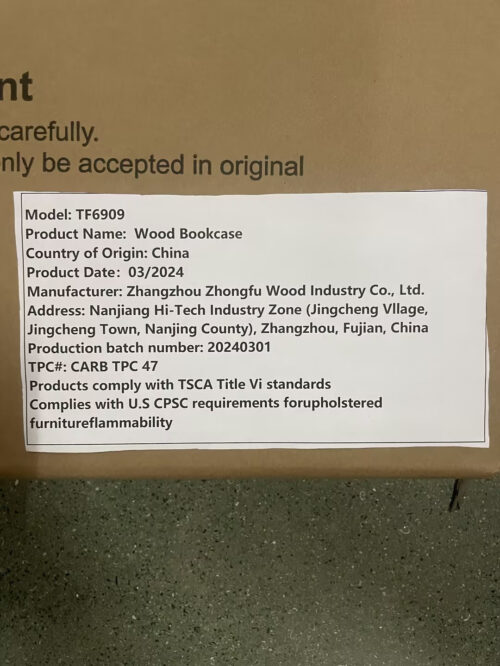 nt
carefully.
only be accepted in original
Model: TF6909
Product Name: Wood Bookcase
Country of Origin: China
Product Date: 03/2024
Manufacturer: Zhangzhou Zhongfu Wood Industry Co., Ltd.
Address: Nanjiang Hi-Tech Industry Zone (Jingcheng Vllage,
Jingcheng Town, Nanjing County), Zhangzhou, Fujian, China
Production batch number: 20240301
TPC#: CARB TPC 47
Products comply with TSCA Title Vi standards
Complies with U.S CPSC requirements forupholstered
furnitureflammability